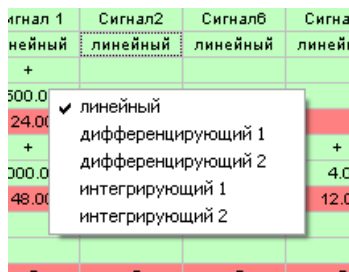 игнал 1 Сигнал2 Сигнал6 Сигна
нейный линейный линейный линей
+
500.0
24.00
+ +
000.0 4.0
48.00 12.0
линейный
дифференцирующий 1
дифференцирующий 2
интегрирующий 1
интегрирующий 2